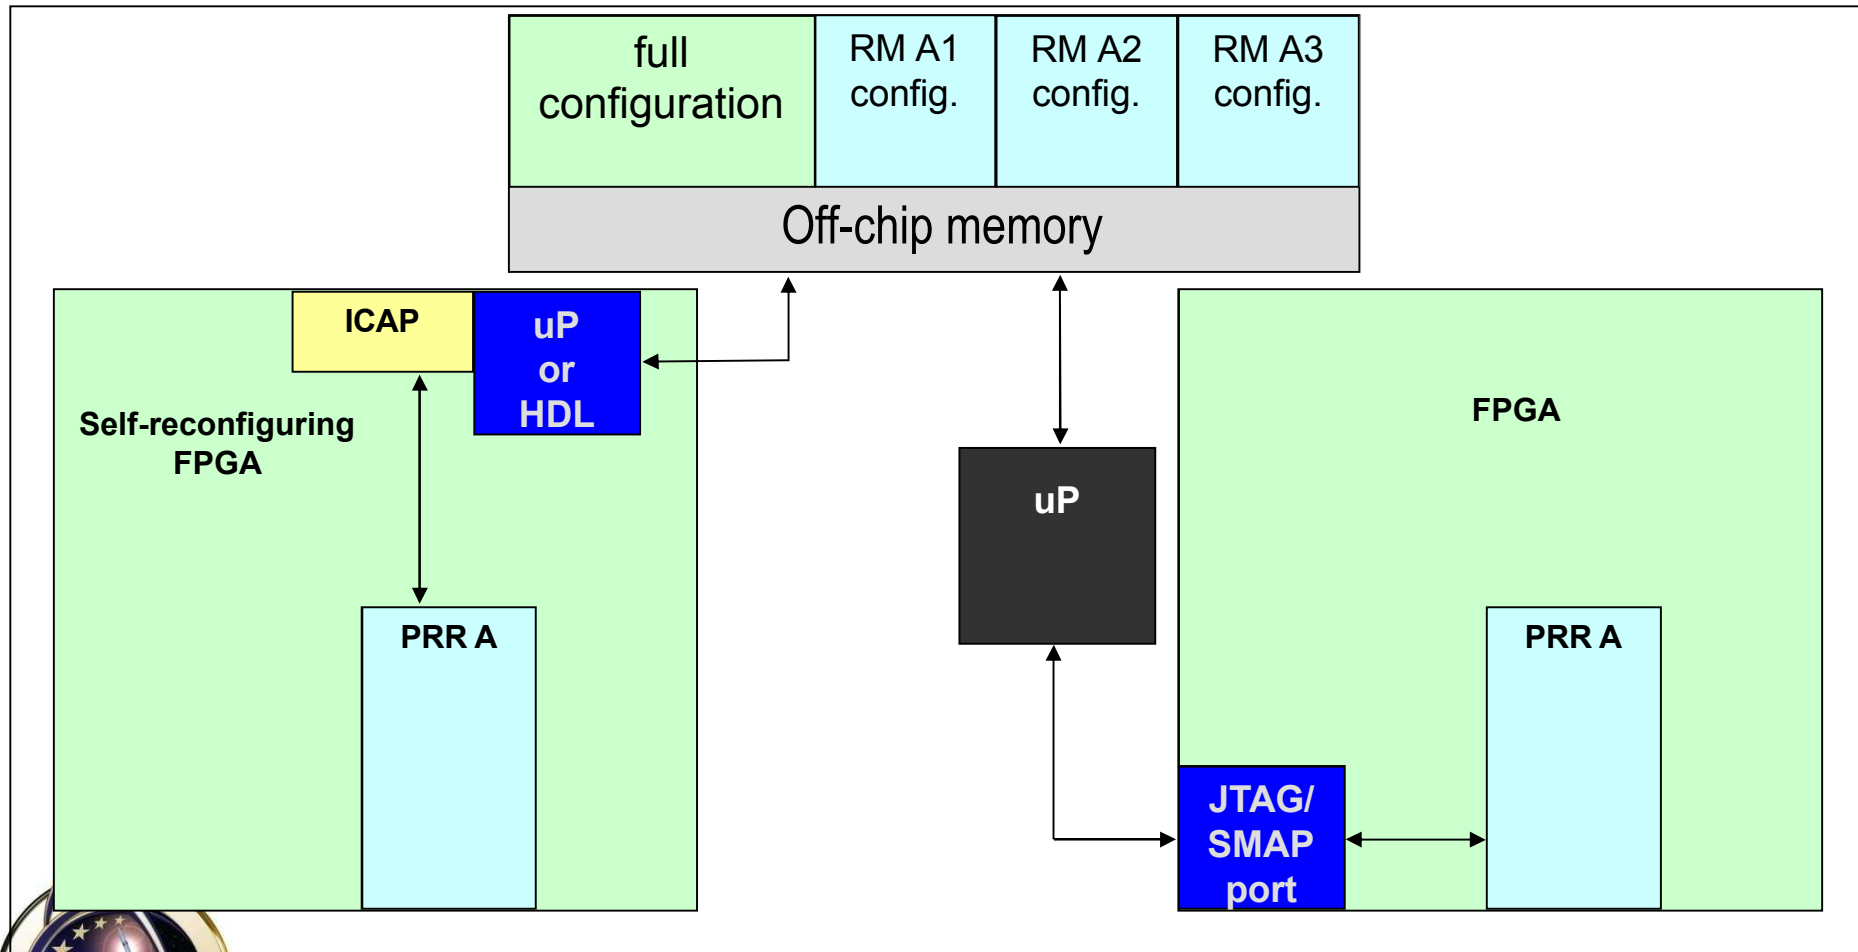 full
configuration
RM A1
config.
RM A2
config.
RM A3
config.
Off-chip memory
ICAP
uP
or
HDL
Self-reconfiguring
FPGA
PRR A
uP
FPGA
PRR A
JTAG/
SMAP
port